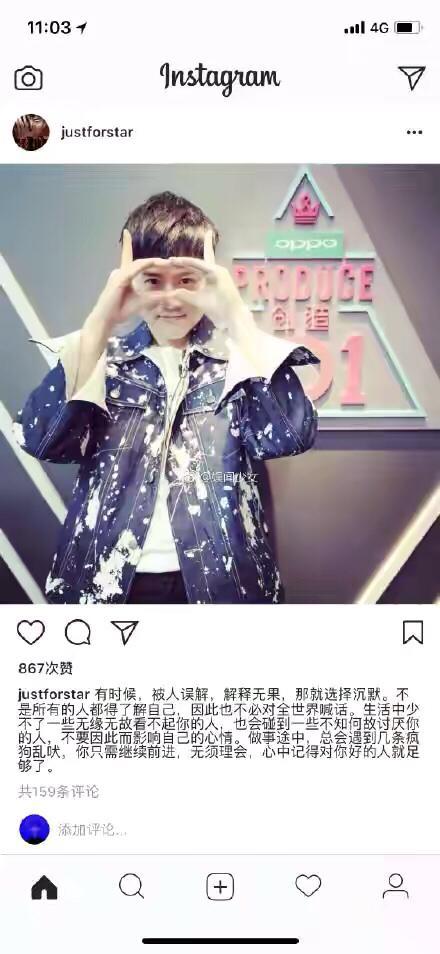 11:03
4G
Instagram
justforstar
oppo
PRODUCE
创造
101
@娱闻少女
867次赞
justforstar 有时候，被人误解，解释无果，那就选择沉默。不
是所有的人都得了解自己，因此也不必对全世界喊话。生活中少
不了一些无缘无故看不起你的人，也会碰到一些不知何故讨厌你
的人，不要因此而影响自己的心情。做事途中，总会遇到几条疯
狗乱吠，你只需继续前进，无须理会，心中记得对你好的人就足
够了。
共159条评论
添加评论...